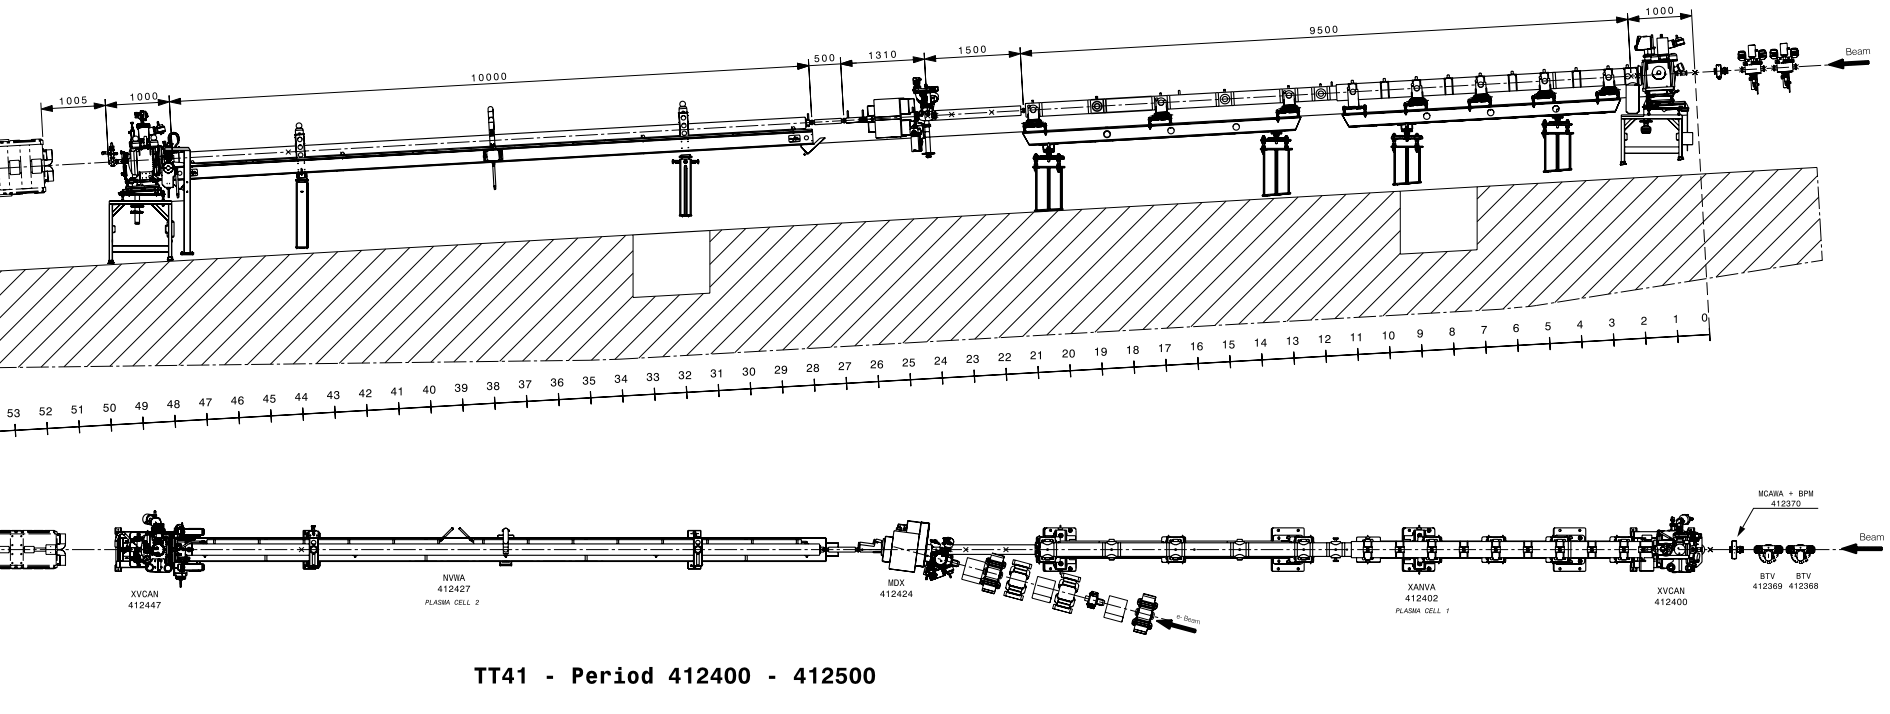 1005
1000
10000
500
1310
1500
9500
1000
Beam
53 52 51 50 49 48 47 46 45 44 43 42 41 40 39 38 37 36 35 34 33 32 31 30 29 28 27 26 25 24 23 22 21 20 19 18 17 16 15 14 13 12 11 10 9 8 7 6 5 4 3 2 1 0
MCAWA + BPM
412370
Beam
XVCAN
412447
NVWA
412427
PLASMA CELL 2
MDX
412424
e-Beam
XANVA
412402
PLASMA CELL 1
XVCAN
412400
BTV
412369
BTV
412368
TT41 - Period 412400 - 412500